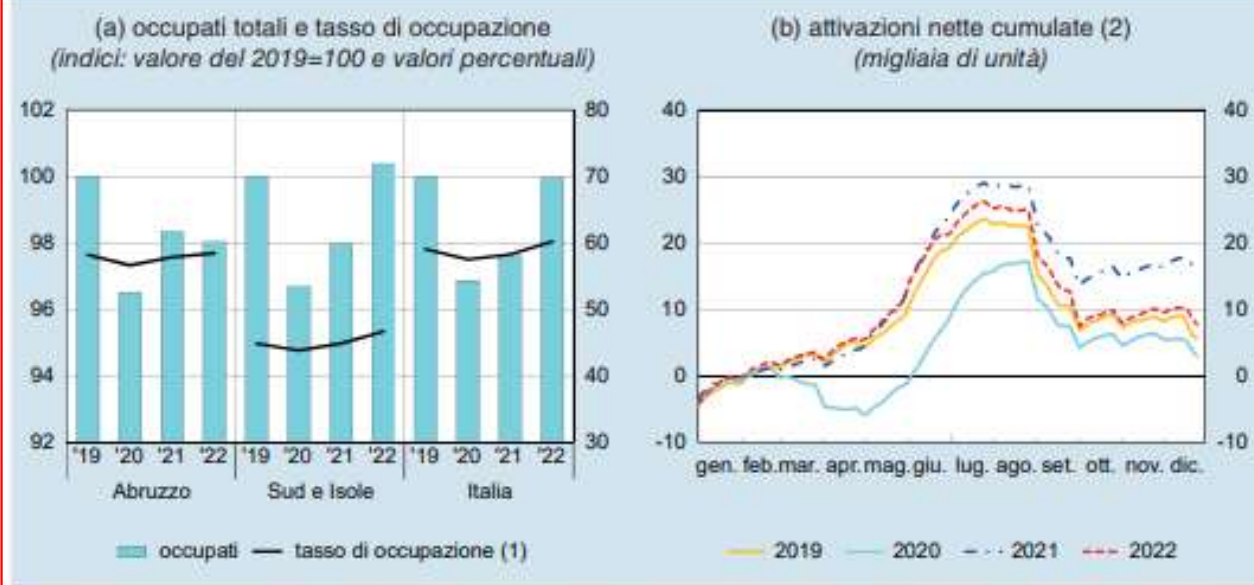 (a) occupati totali e tasso di occupazione
(indici: valore del 2019=100 e valori percentuali)
102
100
98
96
94
92
80
70
60
50
40
30
'19 '20 '21 '22 '19 '20 '21 '22 '19 '20 '21 '22
Abruzzo Sud e Isole Italia
occupati tasso di occupazione (1)
(b) attivazioni nette cumulate (2)
(migliaia di unità)
40
30
20
10
0
-10
40
30
20
10
0
-10
gen. feb.mar. apr.mag.giu. lug. ago. set. ott. nov. dic.
2019 2020 2021 2022